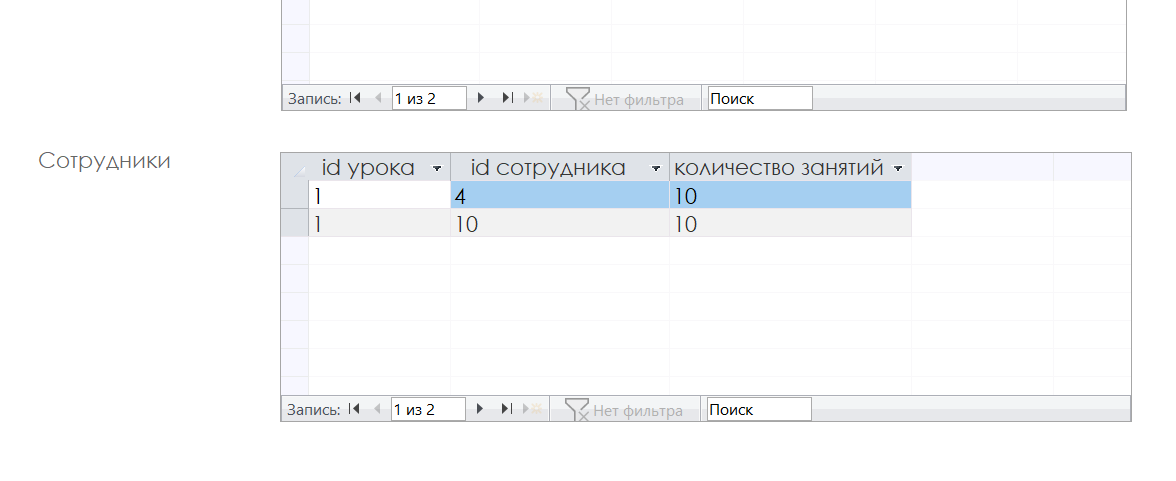 Запись: 1 из 2 Нет фильтра Поиск
Сотрудники
id урока id сотрудника количество занятий
1 4 10
1 10 10
Запись: 1 из 2 Нет фильтра Поиск